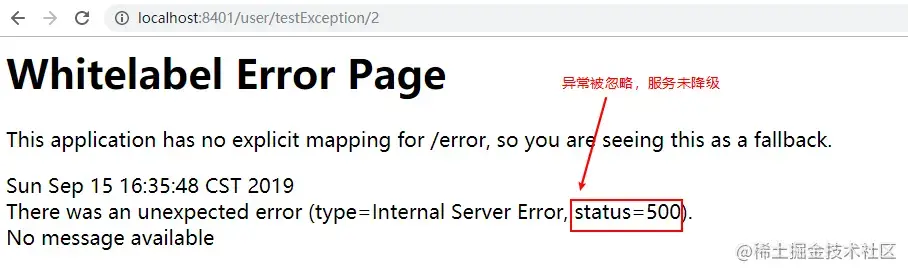 localhost:8401/user/testException/2
Whitelabel Error Page
异常被忽略，服务未降级
This application has no explicit mapping for /error, so you are seeing this as a fallback.
Sun Sep 15 16:35:48 CST 2019
There was an unexpected error (type=Internal Server Error, status=500).
No message available
@稀土掘金技术社区